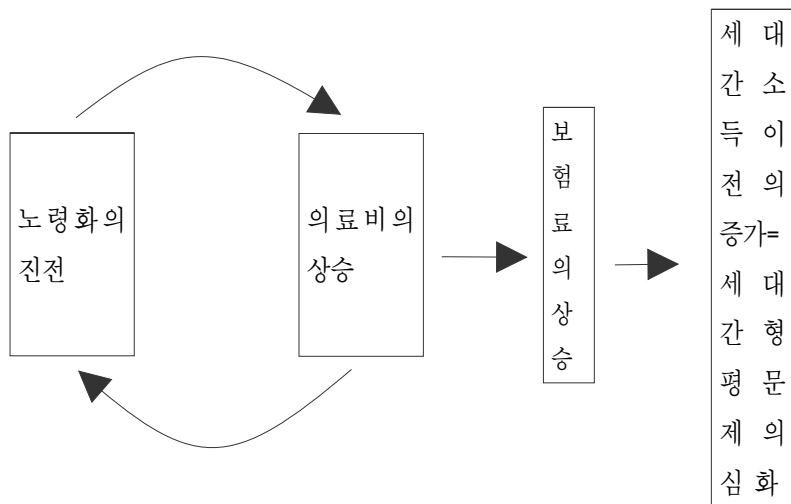 노령화의
진전
의료비의
상승
보
험
료
의
상
승
세 대
간 소
득 이
전 의
증가=
세 대
간 형
평 문
제 의
심 화